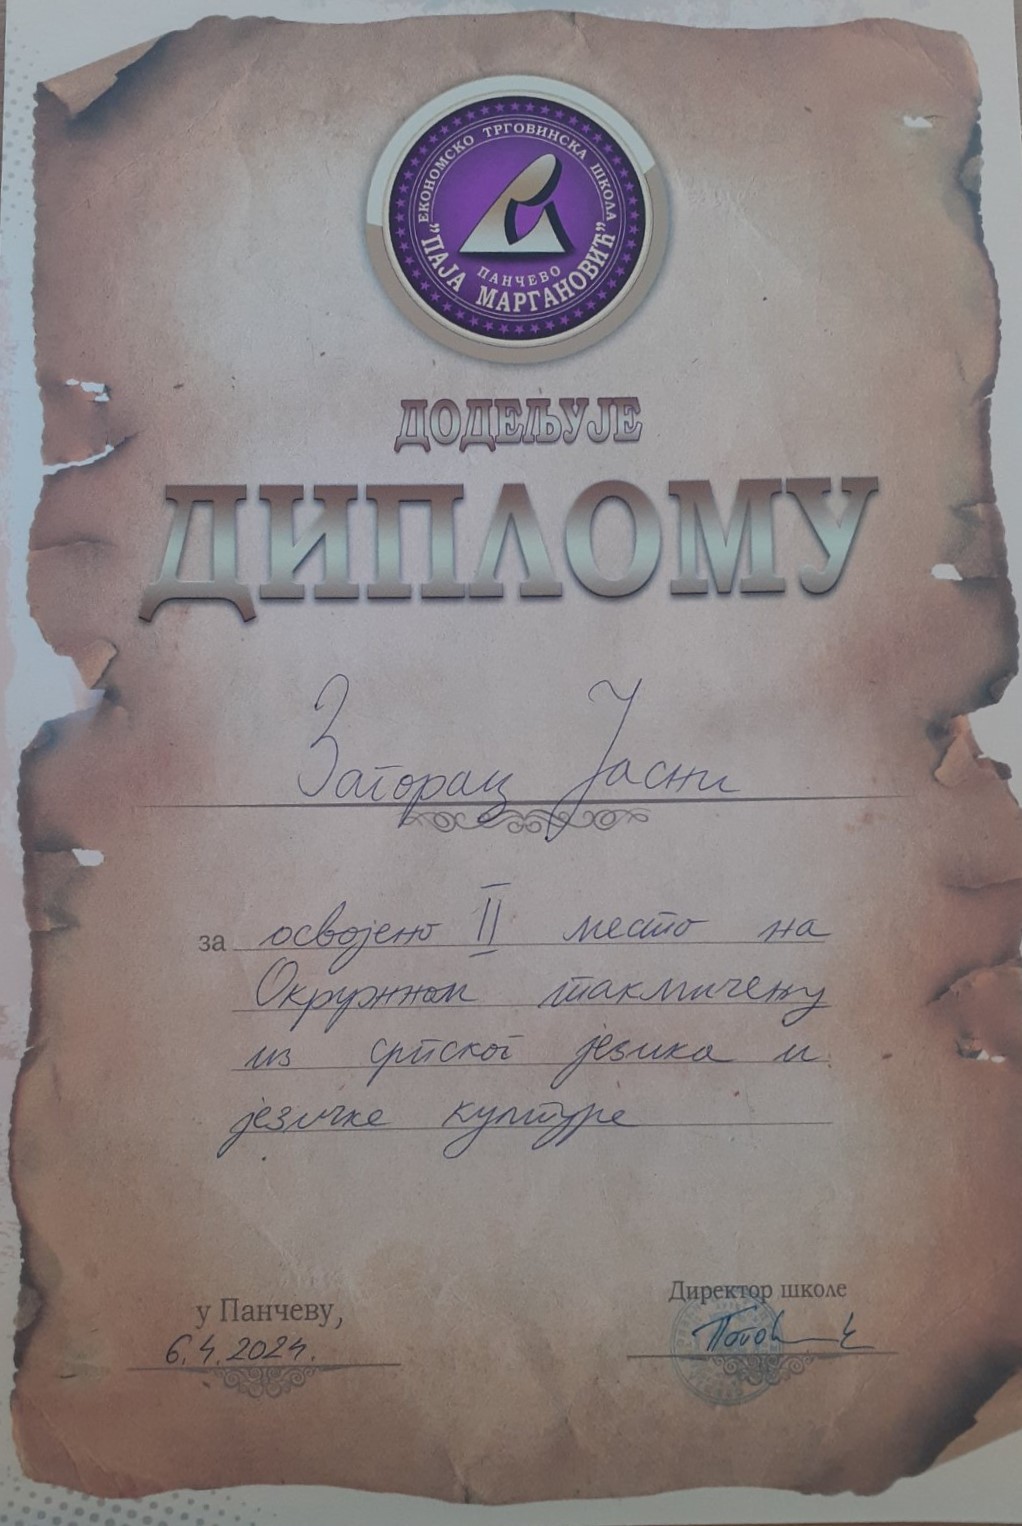 ЕКОНОМСКО ТРГОВИНСКА ШКОЛА
"ПАЈА МАРГАНОВИЋ"
ПАНЧЕВО
ДОДЕЉУЈЕ
ДИПЛОМУ
Загорац Јасни
за освојено II место на
Окружном такмичењу
из српског језика и
језичке културе
у Панчеву,
Директор школе
6.4.2024.